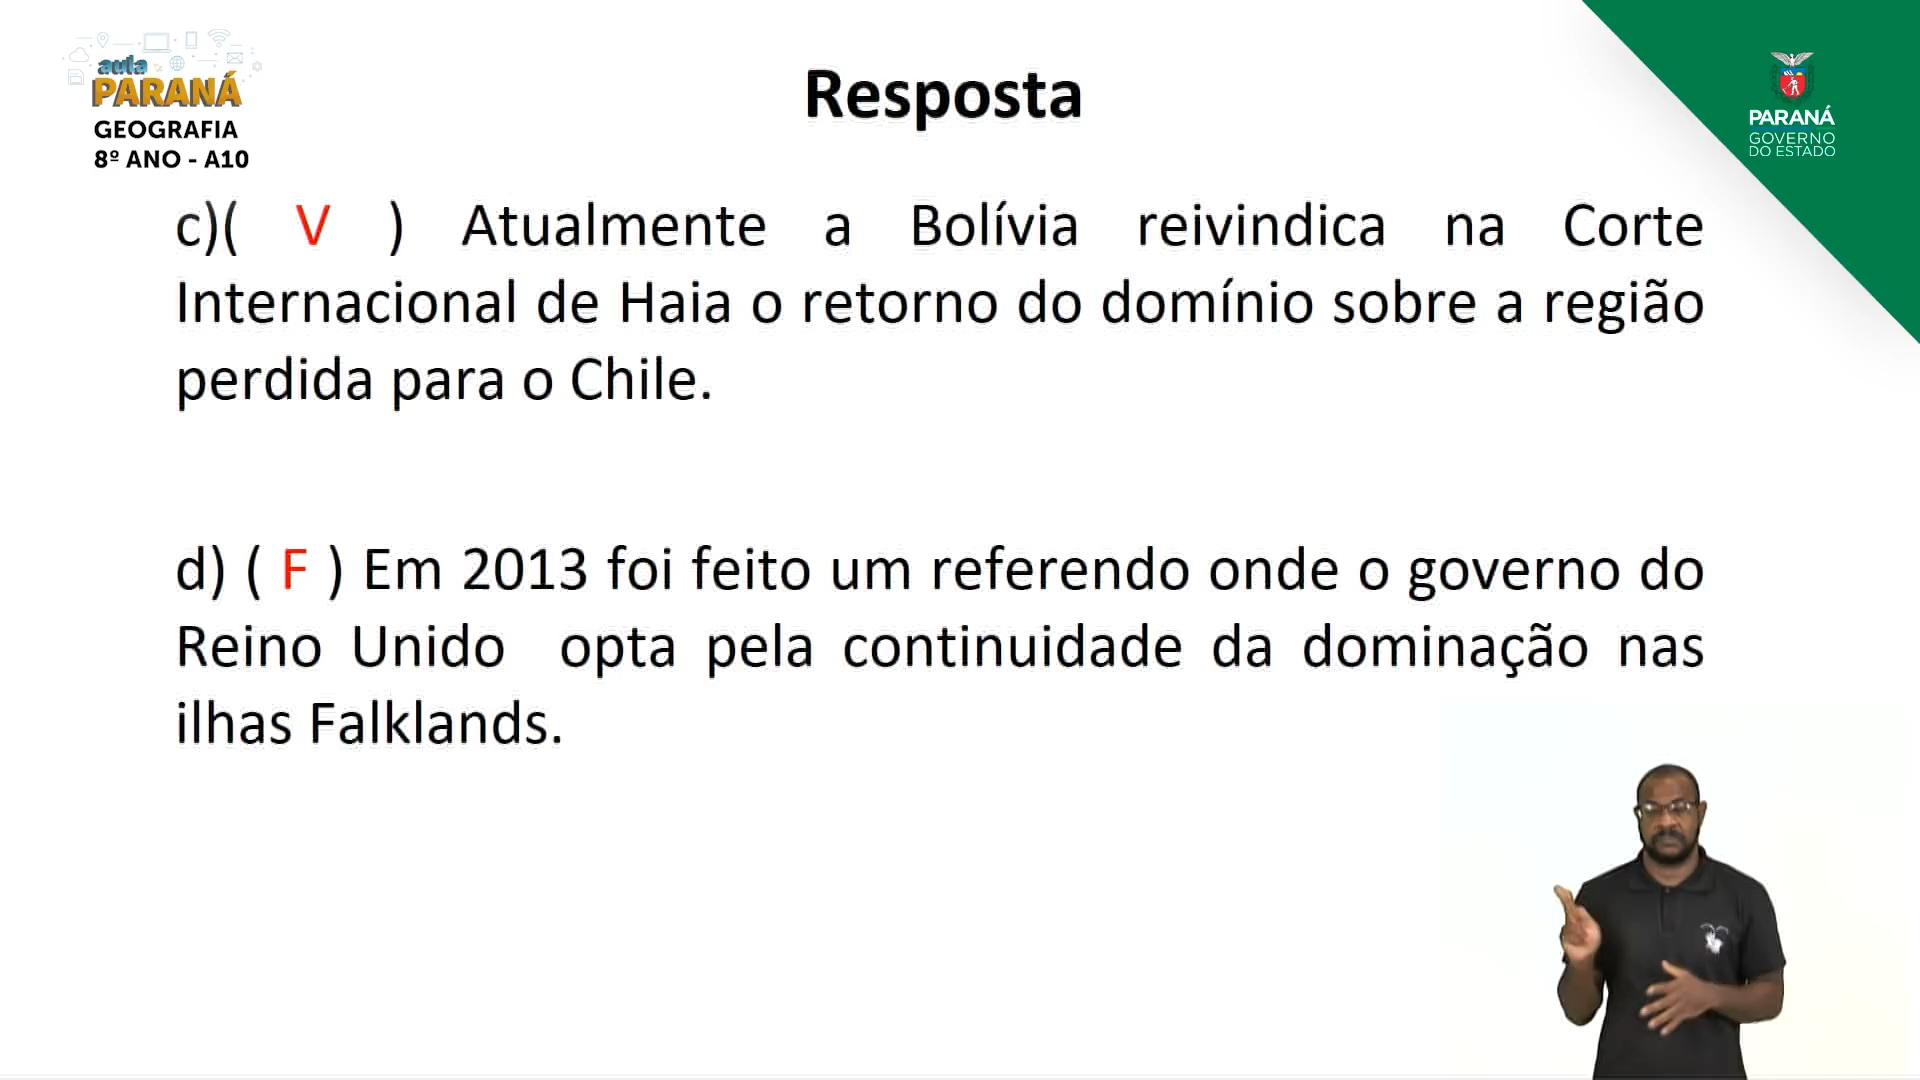 aula
PARANÁ
GEOGRAFIA
8º ANO - A10
Resposta
PARANÁ
GOVERNO
DO ESTADO
c)( V ) Atualmente a Bolívia reivindica na Corte
Internacional de Haia o retorno do domínio sobre a região
perdida para o Chile.
d) ( F ) Em 2013 foi feito um referendo onde o governo do
Reino Unido opta pela continuidade da dominação nas
ilhas Falklands.